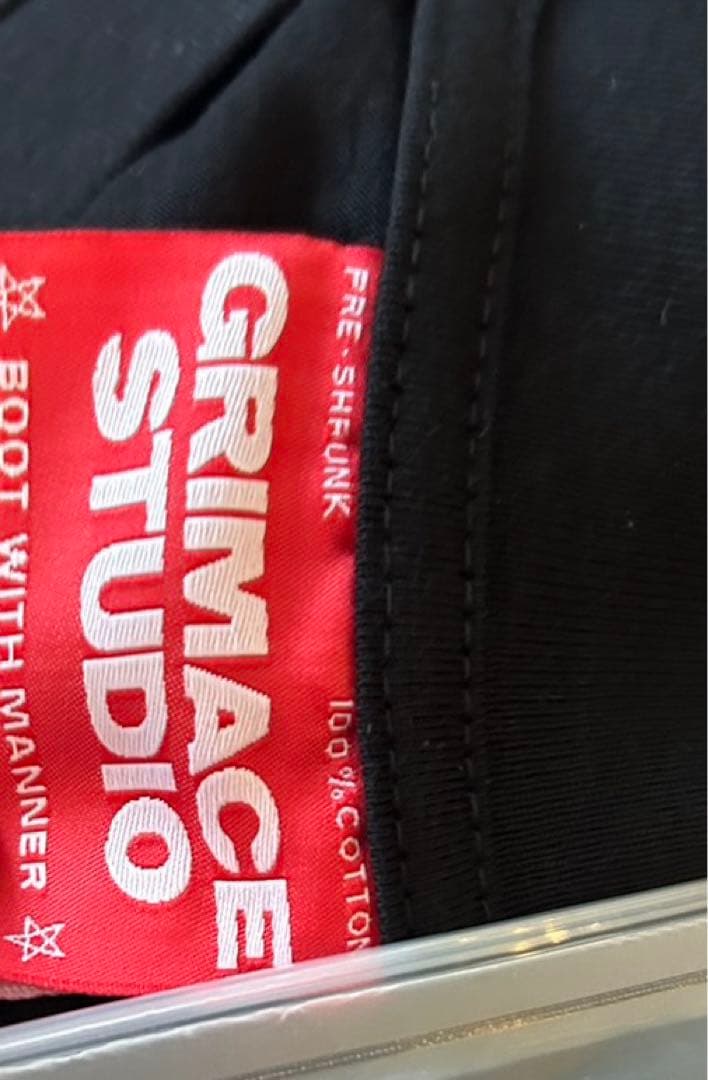 PRE-SHRUNK 100%COTTON
GRIMACE
STUDIO
BOOT WITH MANNER